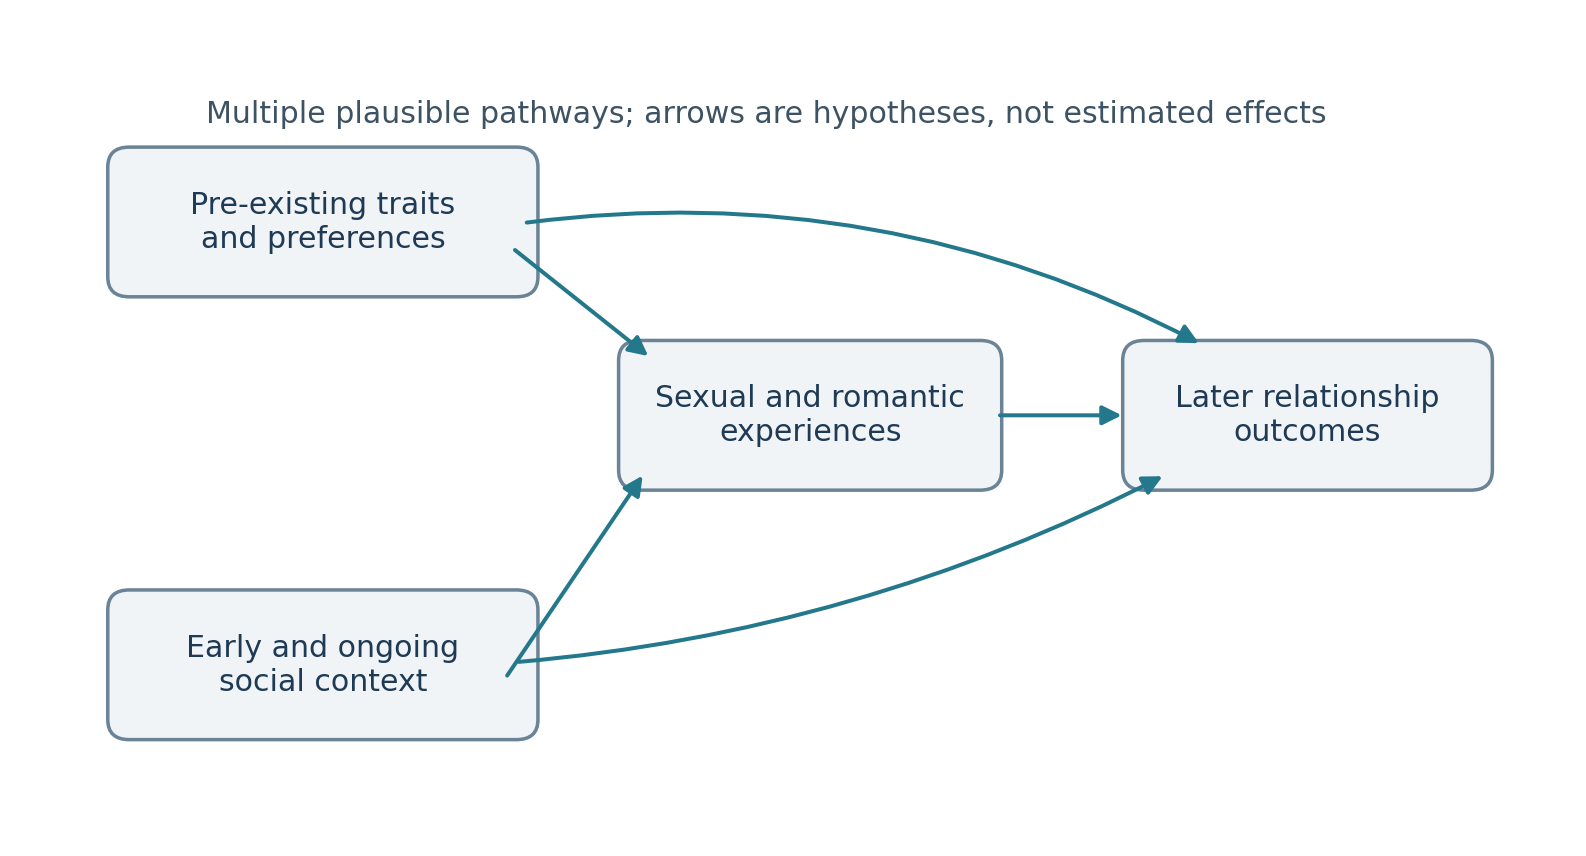 Multiple plausible pathways; arrows are hypotheses, not estimated effects
Pre-existing traits
and preferences
Sexual and romantic
experiences
Later relationship
outcomes
Early and ongoing
social context